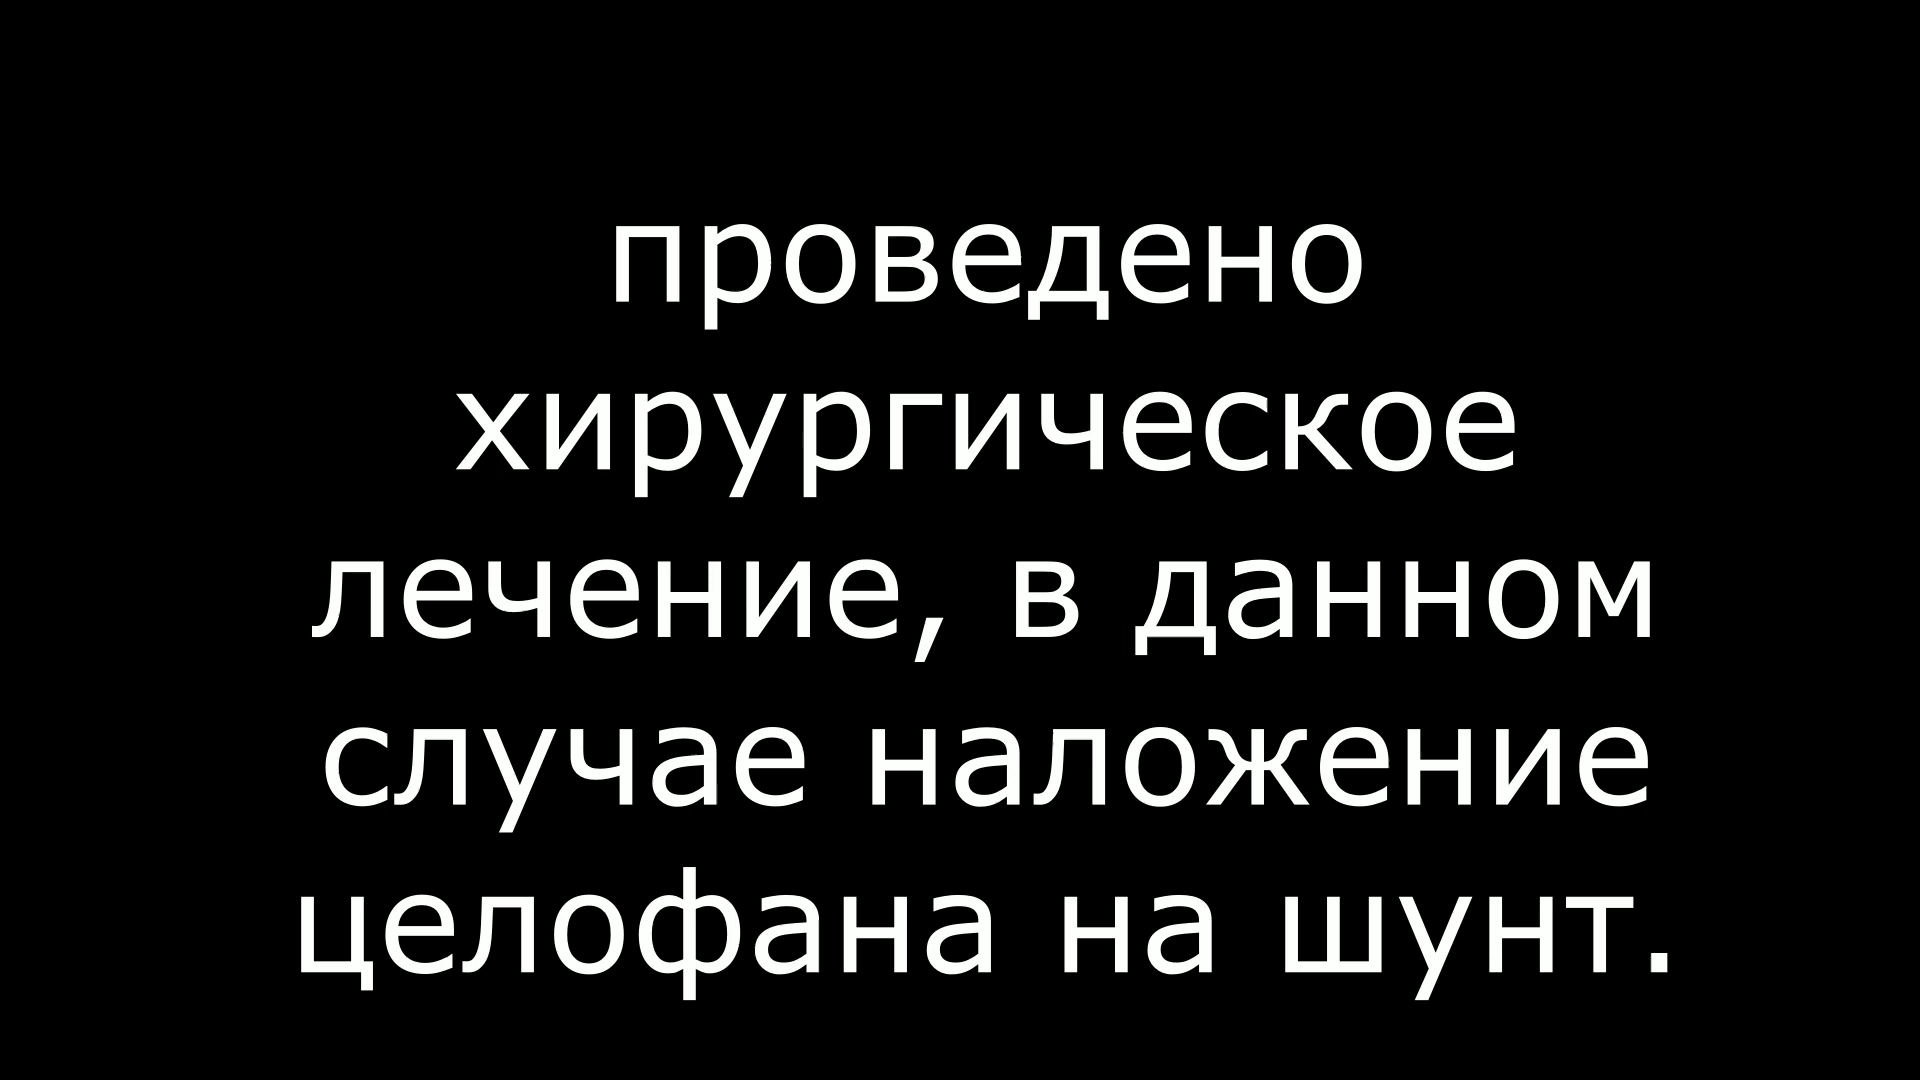 проведено
хирургическое
лечение, в данном
случае наложение
целофана на шунт.